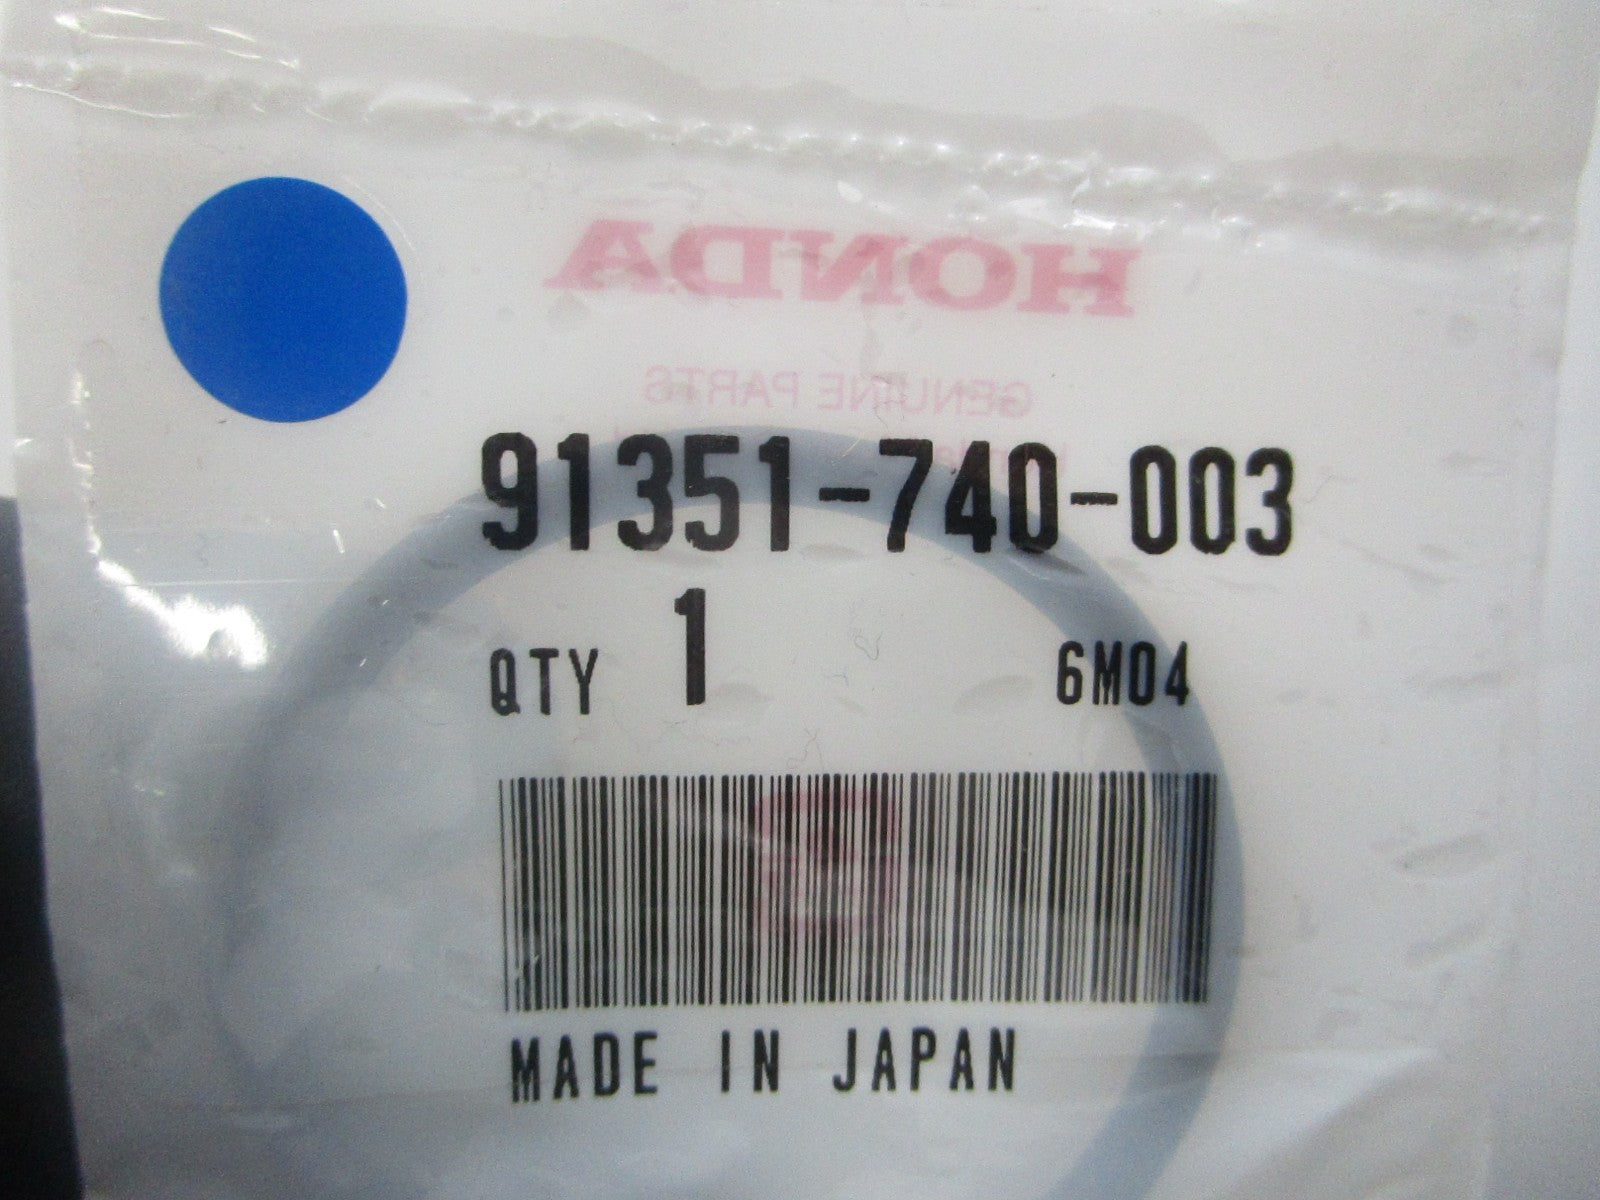 HONDA
GENUINE PARTS
91351-740-003
QTY 1 6M04
MADE IN JAPAN